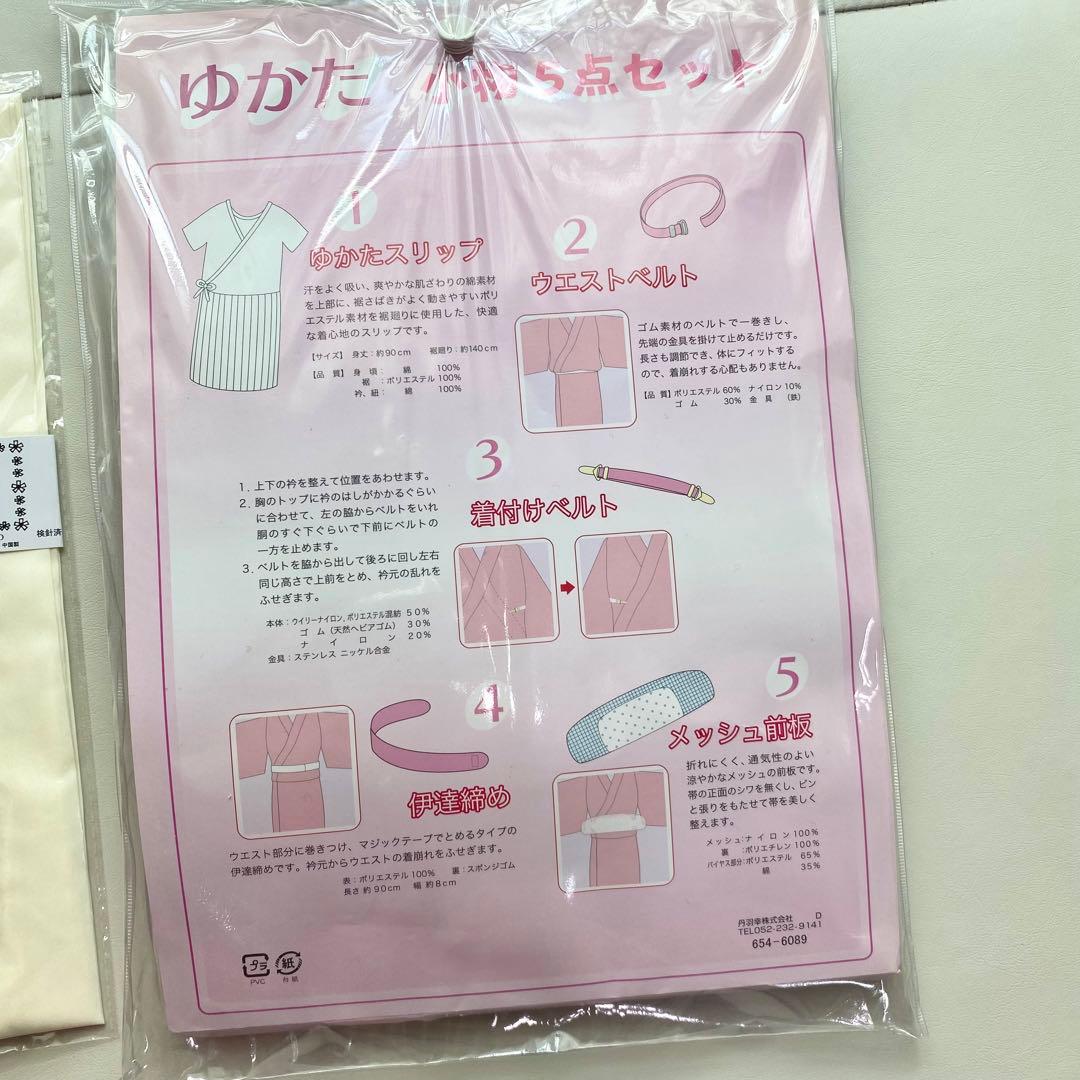 ゆかた 小物5点セット
1
ゆかたスリップ
汗をよく吸い、爽やかな肌ざわりの綿素材
を上部に、裾さばきがよく動きやすいポリ
エステル素材を裾廻りに使用した、快適
な着心地のスリップです。
【サイズ】 身丈：約90cm 裾廻り：約140cm
【品質】 身頃： 綿 100%
裾 ：ポリエステル 100%
衿、紐： 綿 100%
2
ウエストベルト
ゴム素材のベルトで一巻きし、
先端の金具を掛けて止めるだけです。
長さも調節でき、体にフィットする
ので、着崩れする心配もありません。
【品質】ポリエステル 60% ナイロン 10%
ゴム 30% 金具 (鉄)
3
着付けベルト
1. 上下の衿を整えて位置をあわせます。
2. 胸のトップに衿のはしがかかるぐらい
に合わせて、左の脇からベルトをいれ
胴のすぐ下ぐらいで下前にベルトの
一方を止めます。
3. ベルトを脇から出して後ろに回し左右
同じ高さで上前をとめ、衿元の乱れを
ふせぎます。
本体：ウイリーナイロン、ポリエステル混紡 50%
ゴム(天然ヘビアゴム) 30%
ナイロン 20%
金具：ステンレス ニッケル合金
4
伊達締め
ウエスト部分に巻きつけ、マジックテープでとめるタイプの
伊達締めです。衿元からウエストの着崩れをふせぎます。
表：ポリエステル 100% 裏：スポンジゴム
長さ 約90cm 幅 約8cm
5
メッシュ前板
折れにくく、通気性のよい
涼やかなメッシュの前板です。
帯の正面のシワを無くし、ピン
と張りをもたせて帯を美しく
整えます。
メッシュ：ナイロン 100%
裏 ：ポリエチレン 100%
バイヤス部分：ポリエステル 65%
綿 35%
丹羽幸株式会社 D
TEL052-232-9141
654-6089
プラ
PVC
紙
台紙
検針済
中国製